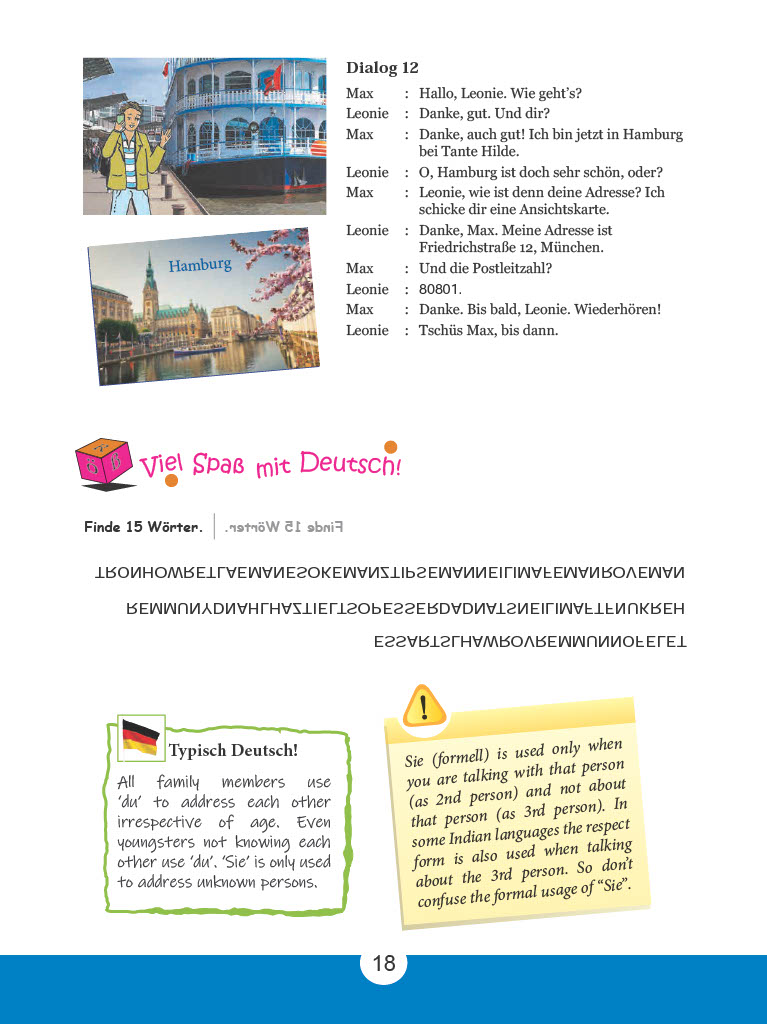 Dialog 12
Max : Hallo, Leonie. Wie geht's?
Leonie : Danke, gut. Und dir?
Max : Danke, auch gut! Ich bin jetzt in Hamburg
bei Tante Hilde.
Leonie : O, Hamburg ist doch sehr schön, oder?
Max : Leonie, wie ist denn deine Adresse? Ich
schicke dir eine Ansichtskarte.
Leonie : Danke, Max. Meine Adresse ist
Friedrichstraße 12, München.
Max : Und die Postleitzahl?
Leonie : 80801.
Max : Danke. Bis bald, Leonie. Wiederhören!
Leonie : Tschüs Max, bis dann.
Hamburg
Viel Spaß mit Deutsch!
Finde 15 Wörter. Finde 15 Wörter.
TRONHOWRETLAEMANESOKEMANZTIPSEMANNEILIMAFEMANROVEMAN
REMMUNYDNAHLHAZTIELTSOPESSERDADNATSNEILIMAFTFNUKREH
ESSARTSLHAWROVREMMUNNOFELET
Typisch Deutsch!
All family members use
'du' to address each other
irrespective of age. Even
youngsters not knowing each
other use 'du'. 'Sie' is only used
to address unknown persons.
!
Sie (formell) is used only when
you are talking with that person
(as 2nd person) and not about
that person (as 3rd person). In
some Indian languages the respect
form is also used when talking
about the 3rd person. So don't
confuse the formal usage of "Sie".
18